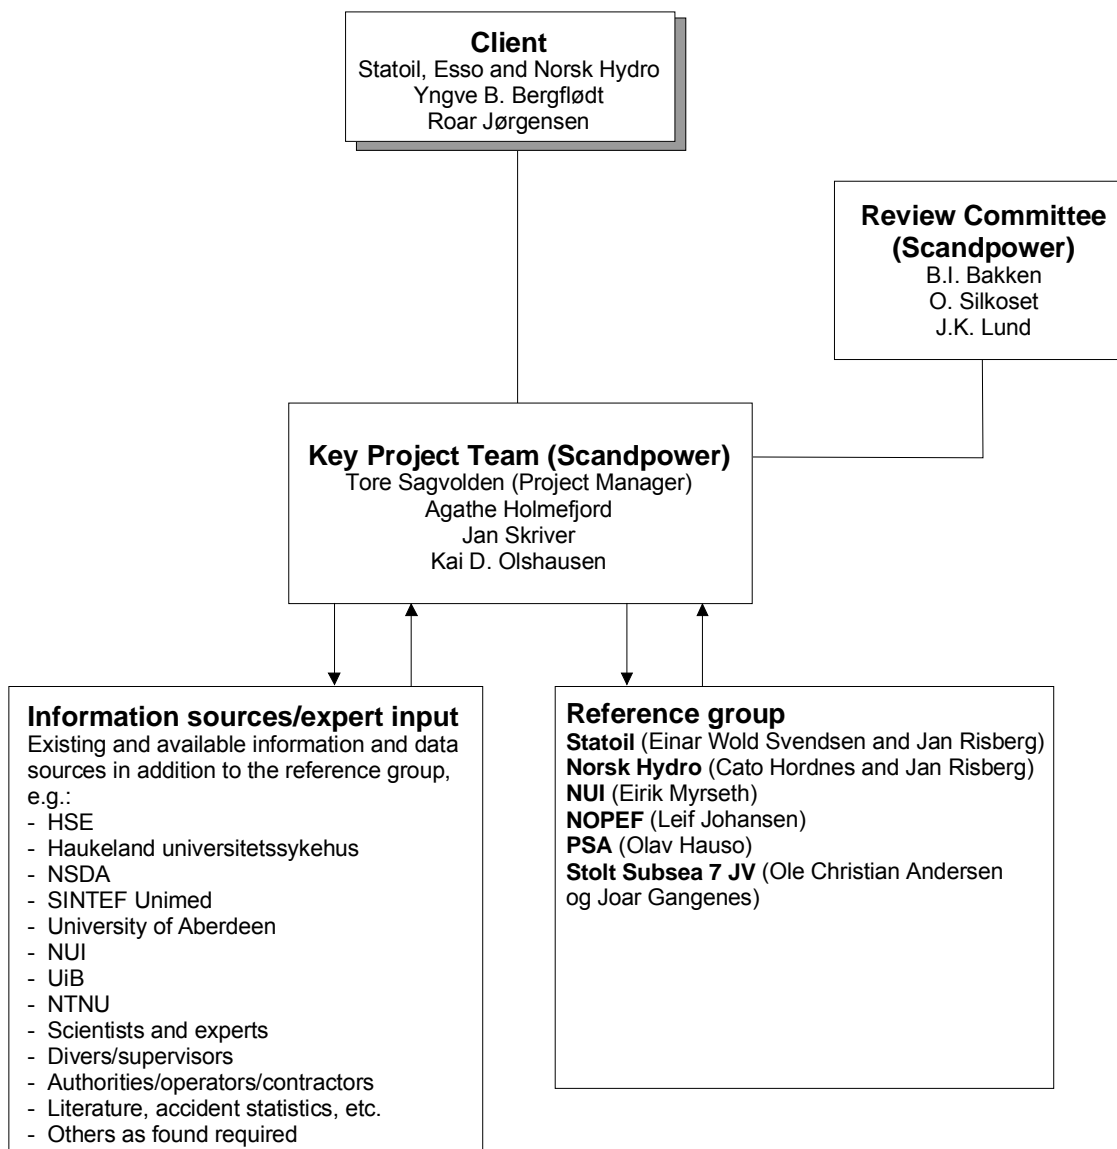 Client
Statoil, Esso and Norsk Hydro
Yngve B. Bergflødt
Roar Jørgensen
Review Committee
(Scandpower)
B.I. Bakken
O. Silkoset
J.K. Lund
Key Project Team (Scandpower)
Tore Sagvolden (Project Manager)
Agathe Holmefjord
Jan Skriver
Kai D. Olshausen
Information sources/expert input
Existing and available information and data
sources in addition to the reference group,
e.g.:
- HSE
- Haukeland universitetssykehus
- NSDA
- SINTEF Unimed
- University of Aberdeen
- NUI
- UiB
- NTNU
- Scientists and experts
- Divers/supervisors
- Authorities/operators/contractors
- Literature, accident statistics, etc.
- Others as found required
Reference group
Statoil (Einar Wold Svendsen and Jan Risberg)
Norsk Hydro (Cato Hordnes and Jan Risberg)
NUI (Eirik Myrseth)
NOPEF (Leif Johansen)
PSA (Olav Hauso)
Stolt Subsea 7 JV (Ole Christian Andersen
og Joar Gangenes)